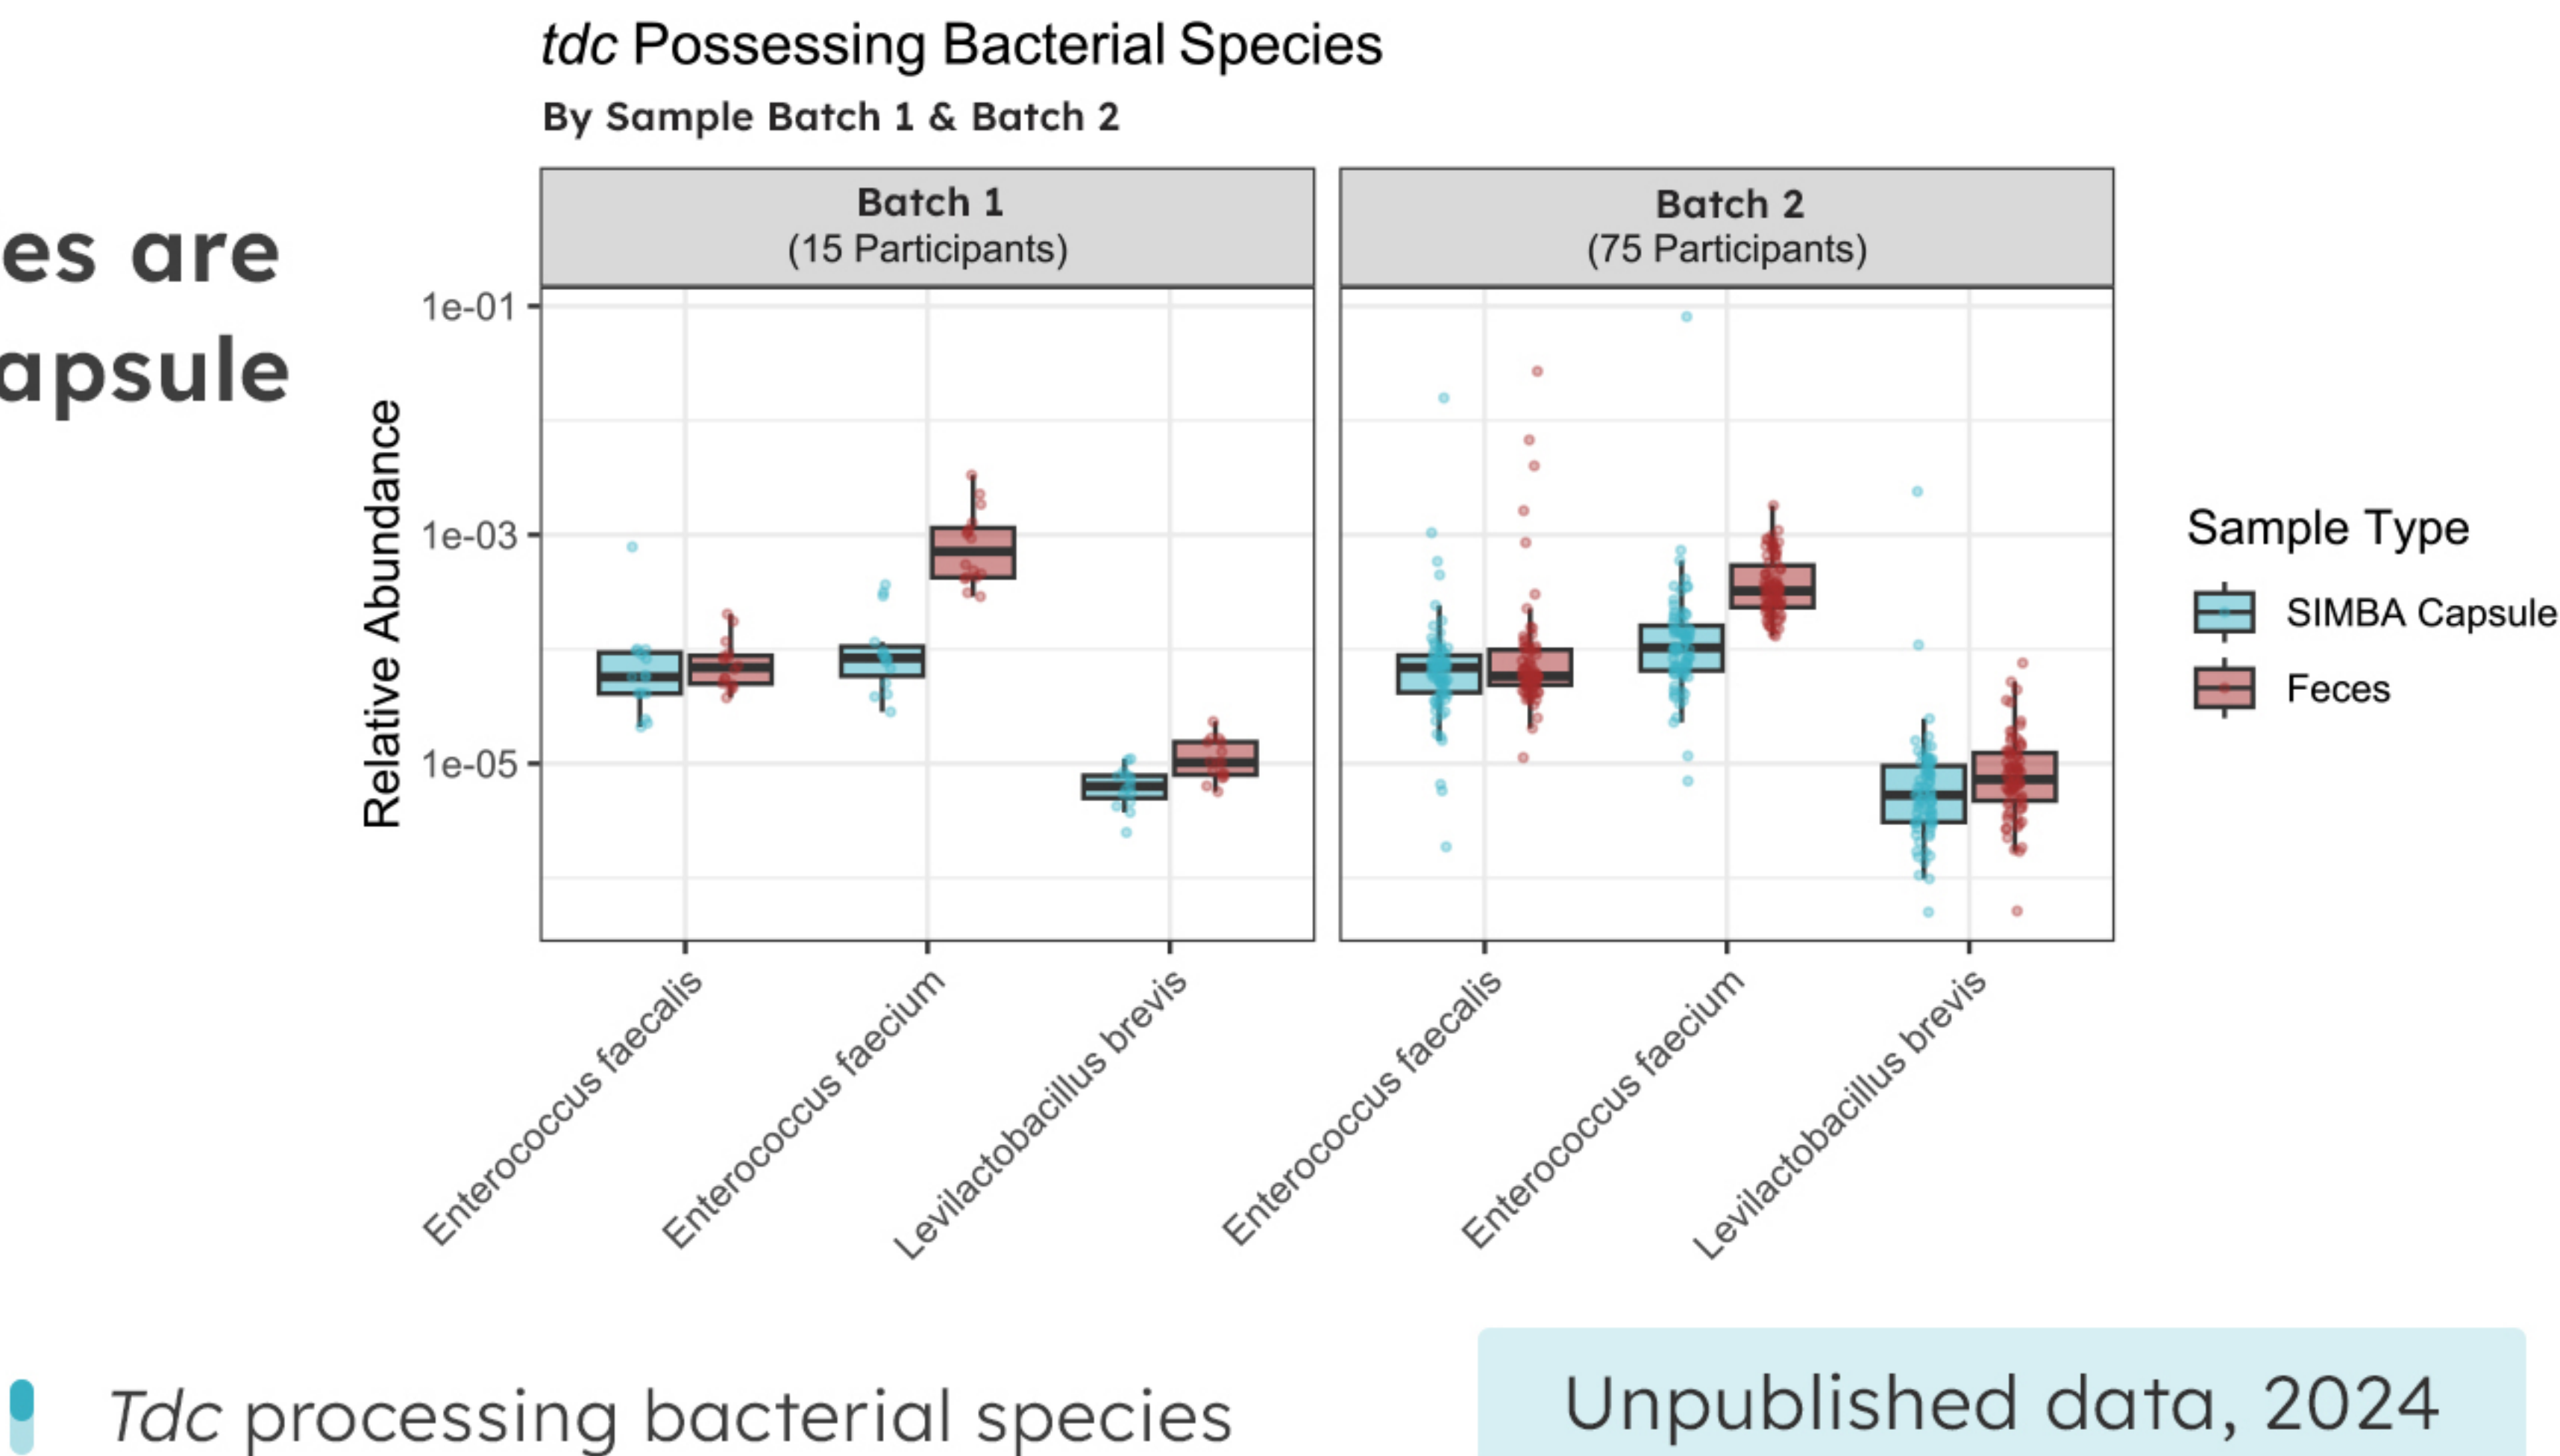 tdc Possessing Bacterial Species
By Sample Batch 1 & Batch 2
es are
apsule
Batch 1
(15 Participants)
Batch 2
(75 Participants)
Relative Abundance
1e-01
1e-03
1e-05
Enterococcus faecalis
Enterococcus faecium
Levilactobacillus brevis
Enterococcus faecalis
Enterococcus faecium
Levilactobacillus brevis
Sample Type
SIMBA Capsule
Feces
Tdc processing bacterial species
Unpublished data, 2024